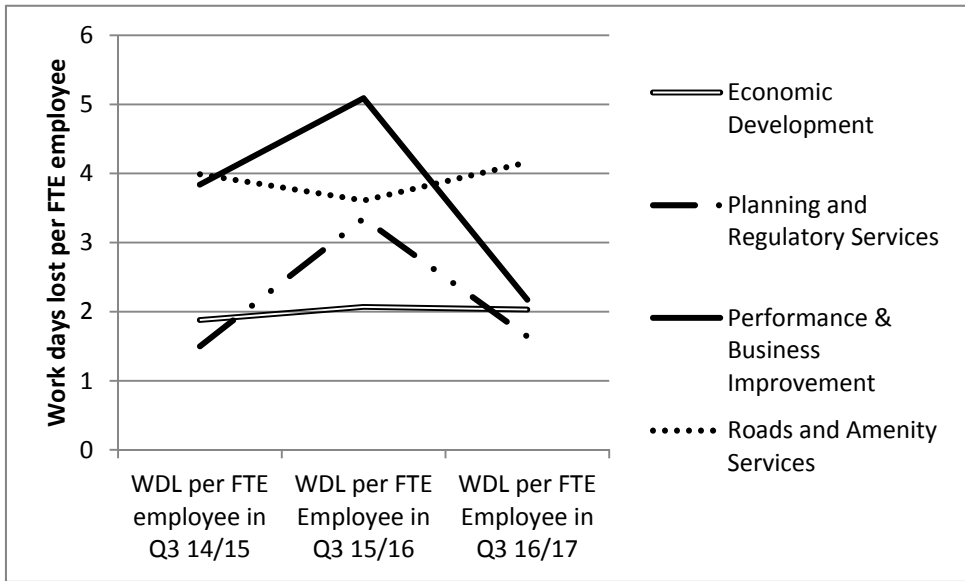 6
5
4
3
2
1
0
Work days lost per FTE employee
WDL per FTE
employee in
Q3 14/15
WDL per FTE
Employee in
Q3 15/16
WDL per FTE
Employee in
Q3 16/17
Economic
Development
Planning and
Regulatory Services
Performance &
Business
Improvement
Roads and Amenity
Services